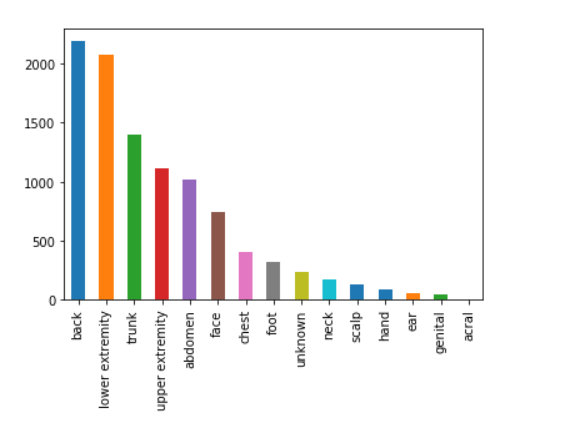 2000
1500
1000
500
0
back
lower extremity
trunk
upper extremity
abdomen
face
chest
foot
unknown
neck
scalp
hand
ear
genital
acral